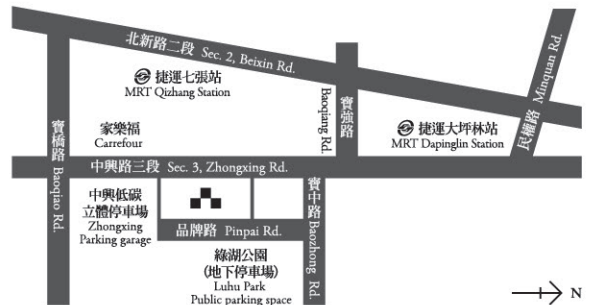 北新路二段 Sec. 2, Beixin Rd.
捷運七張站
MRT Qizhang Station
寶強路
Baoqiang Rd.
民權路 Minquan Rd.
捷運大坪林站
MRT Dapinglin Station
家樂福
Carrefour
寶橋路 Baoqiao Rd.
中興路三段 Sec. 3, Zhongxing Rd.
中興低碳
立體停車場
Zhongxing
Parking garage
品牌路 Pinpai Rd.
寶中路 Baozhong Rd.
綠湖公園
(地下停車場)
Luhu Park
Public parking space
N